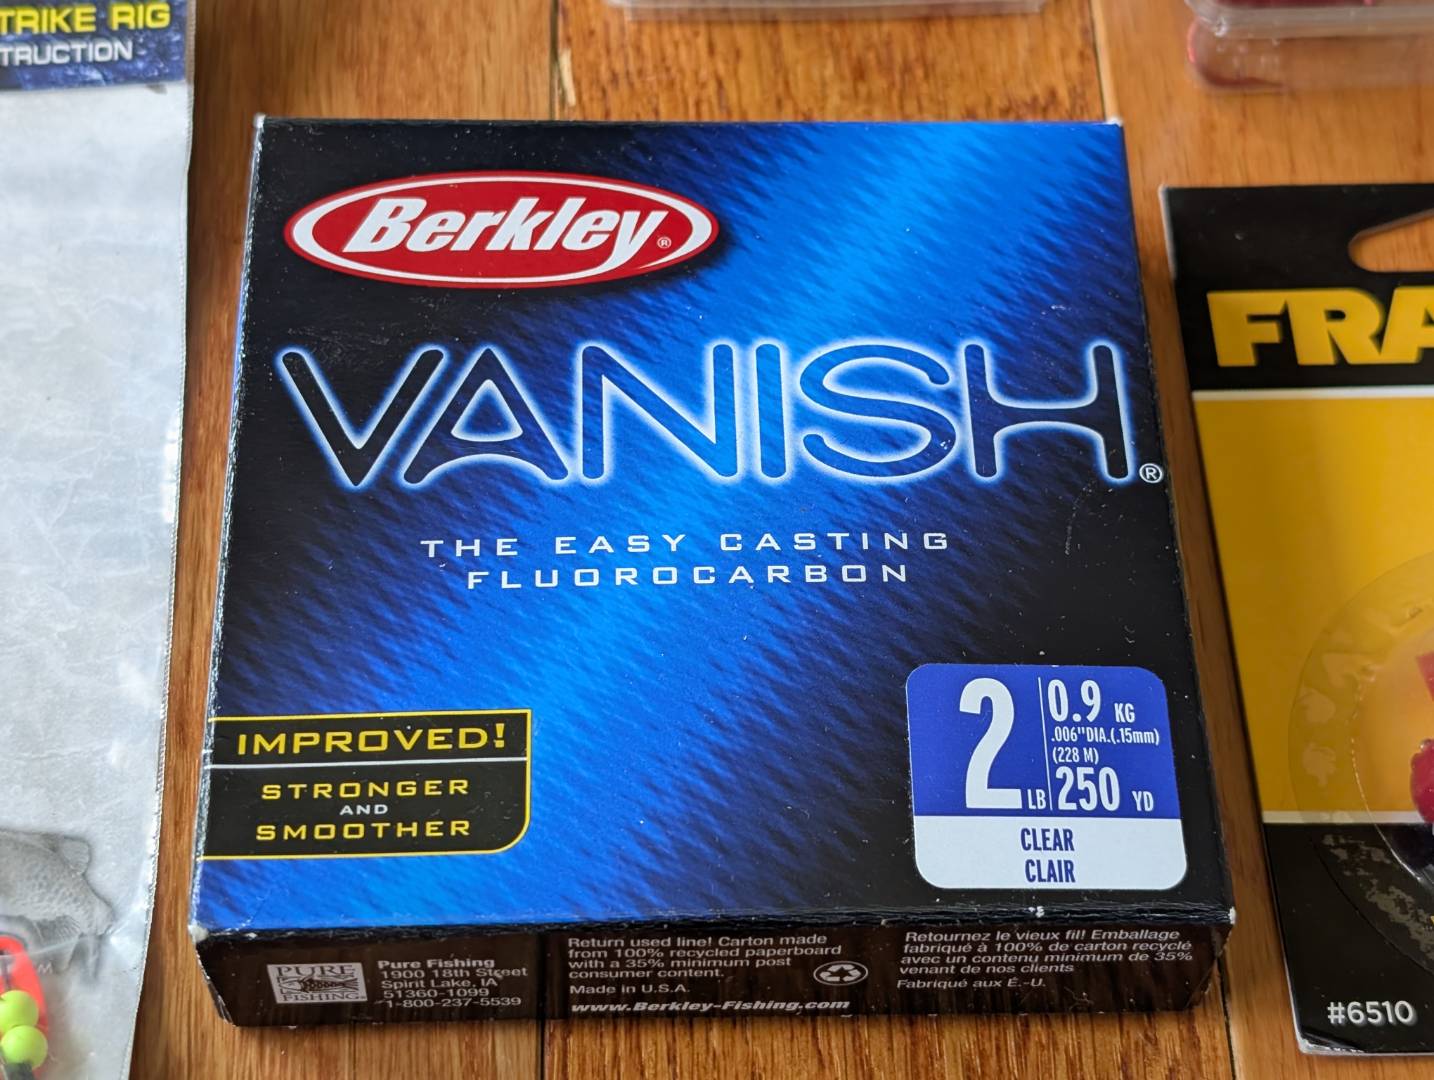 TRIKE RIG
TRUCTION
Berkley®
VANISH®
THE EASY CASTING
FLUOROCARBON
IMPROVED!
STRONGER
AND
SMOOTHER
2 LB
0.9 KG
.006"DIA.(.15mm)
(228 M)
250 YD
CLEAR
CLAIR
PURE
FISHING
Pure Fishing
1900 18th Street
Spirit Lake, IA
51360-1099
1-800-237-5539
Return used line! Carton made
from 100% recycled paperboard
with a 35% minimum post
consumer content.
Made in U.S.A.
www.Berkley-Fishing.com
Retournez le vieux fil! Emballage
fabriqué à 100% de carton recyclé
avec un contenu minimum de 35%
venant de nos clients
Fabriqué aux É.-U.
FRA
#6510